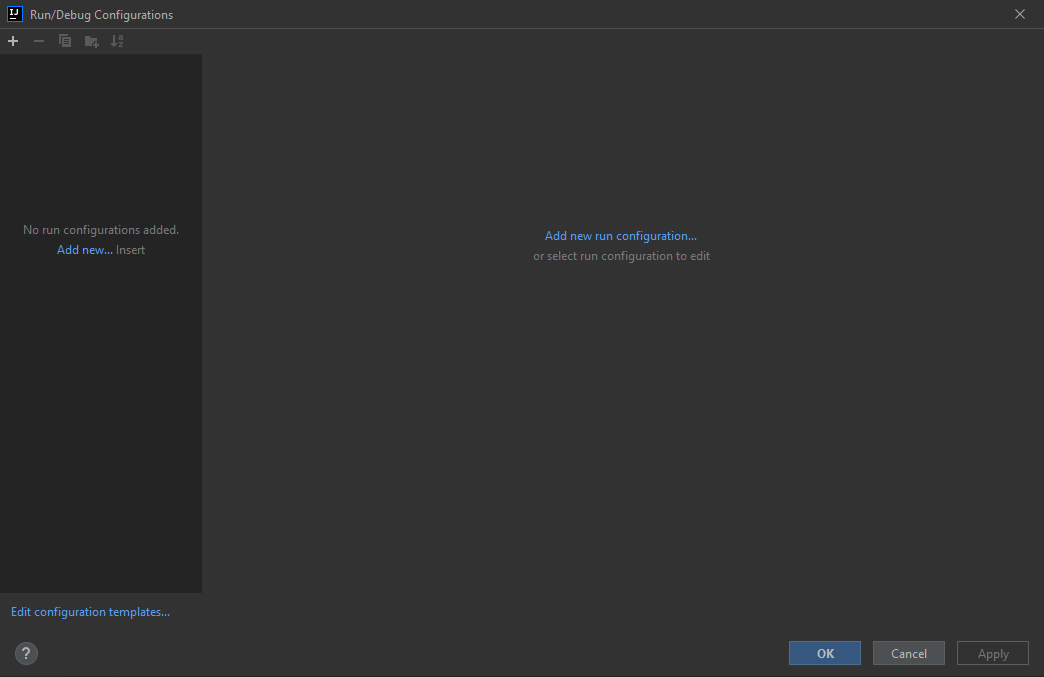 IJ
Run/Debug Configurations
No run configurations added.
Add new... Insert
Add new run configuration...
or select run configuration to edit
Edit configuration templates...
?
OK
Cancel
Apply